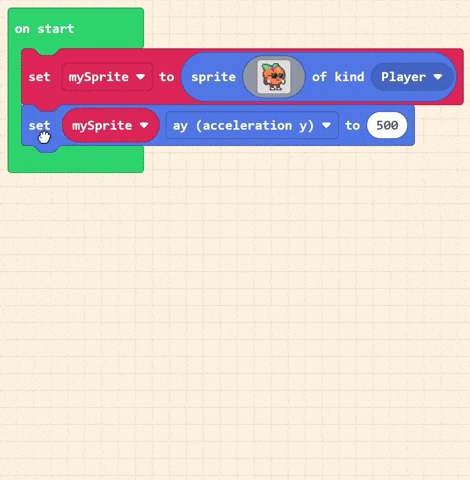 on start
set mySprite to sprite of kind Player
set mySprite ay (acceleration y) to 500